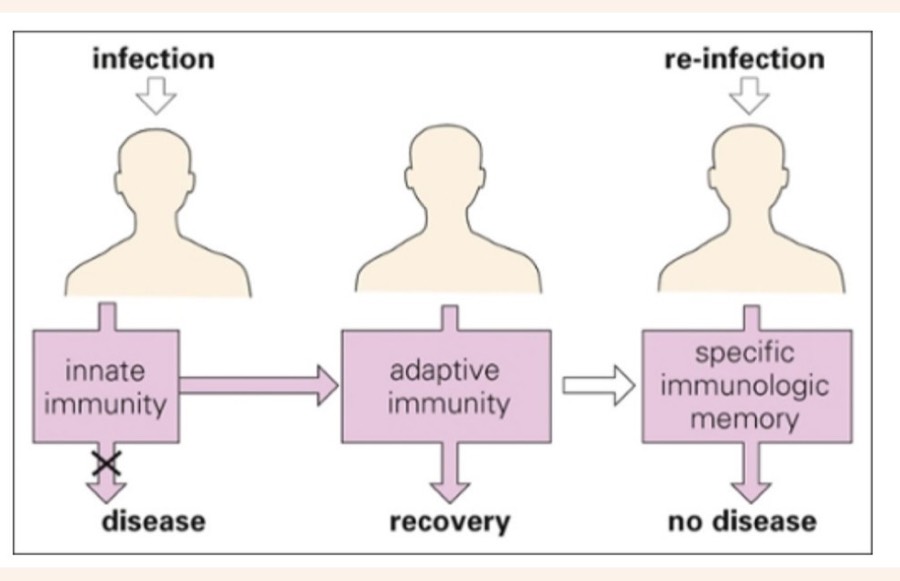 infection
re-infection
innate
immunity
adaptive
immunity
specific
immunologic
memory
disease
recovery
no disease